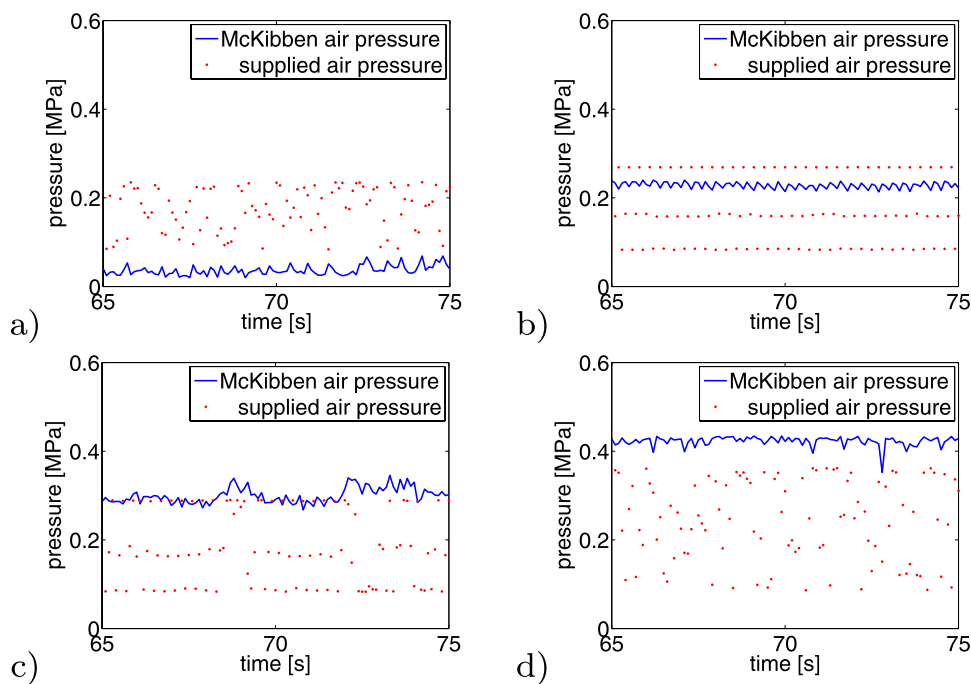 0.6
McKibben air pressure
supplied air pressure
0.4
0.2
0
pressure [MPa]
65
70
75
time [s]
a)
0.6
McKibben air pressure
supplied air pressure
0.4
0.2
0
pressure [MPa]
65
70
75
time [s]
b)
0.6
McKibben air pressure
supplied air pressure
0.4
0.2
0
pressure [MPa]
65
70
75
time [s]
c)
0.6
McKibben air pressure
supplied air pressure
0.4
0.2
0
pressure [MPa]
65
70
75
time [s]
d)